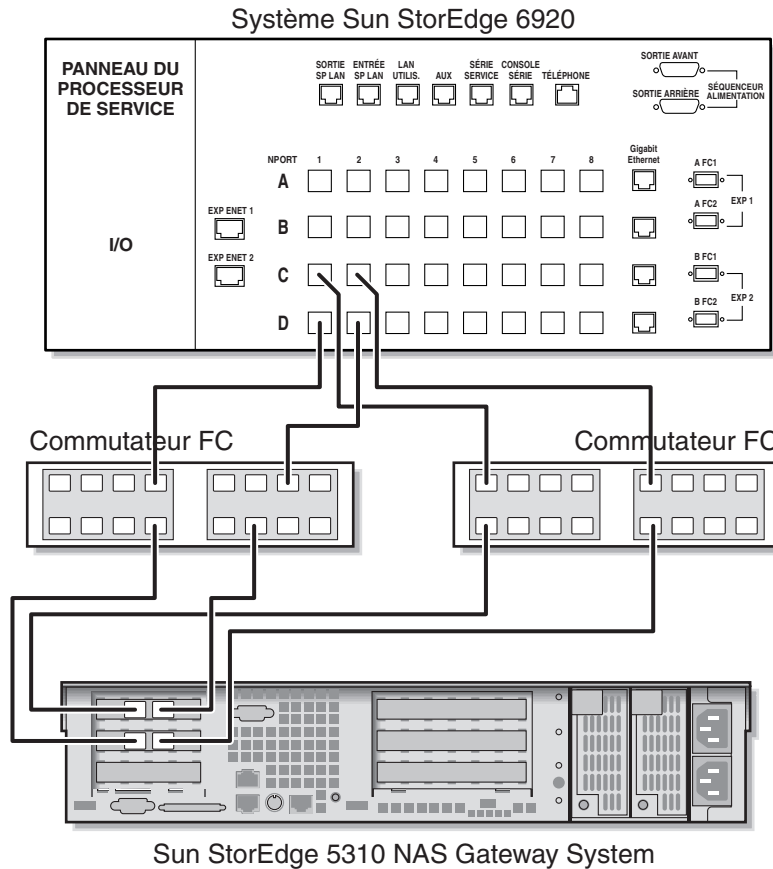 Système Sun StorEdge 6920
PANNEAU DU
PROCESSEUR
DE SERVICE
I/O
SORTIE
SP LAN
ENTRÉE
SP LAN
LAN
UTILIS.
AUX
SÉRIE
SERVICE
CONSOLE
SÉRIE
TÉLÉPHONE
SORTIE AVANT
SORTIE ARRIÈRE
SÉQUENCEUR
ALIMENTATION
NPORT 1 2 3 4 5 6 7 8
Gigabit
Ethernet
A
B
C
D
EXP ENET 1
EXP ENET 2
A FC1
A FC2
EXP 1
B FC1
B FC2
EXP 2
Commutateur FC
Commutateur FC
Sun StorEdge 5310 NAS Gateway System